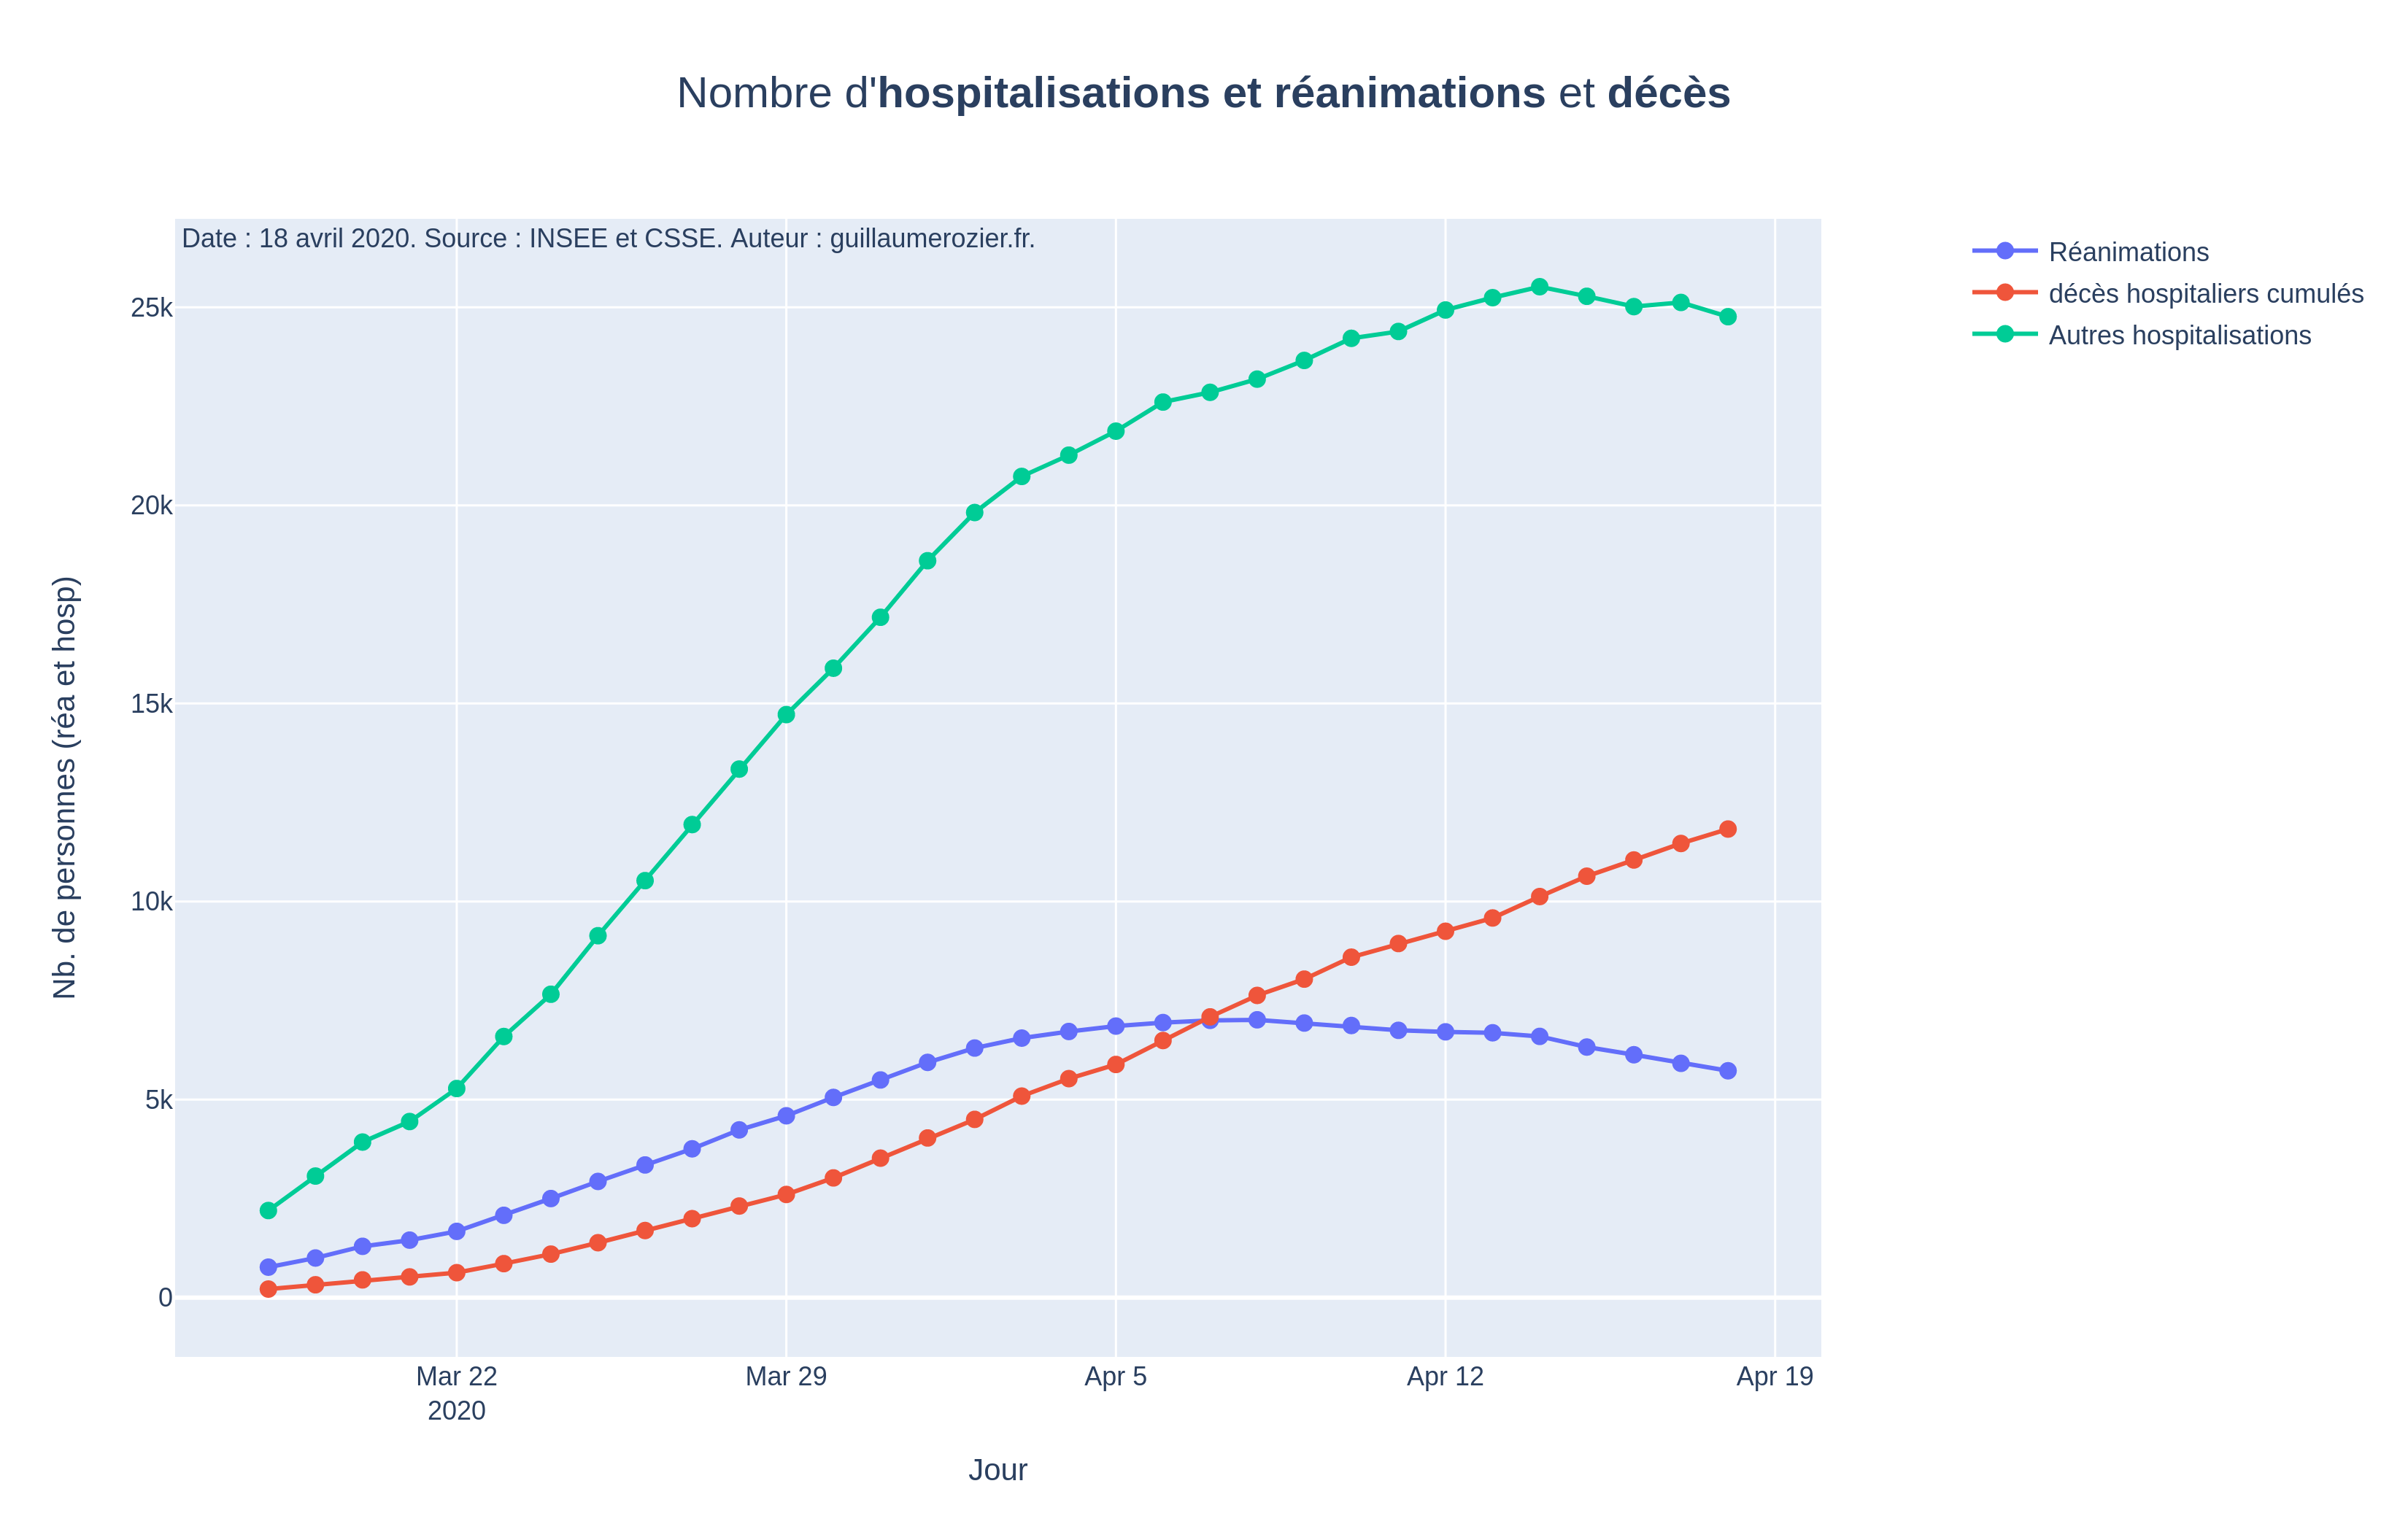 Nombre d'hospitalisations et réanimations et décès
Date : 18 avril 2020. Source : INSEE et CSSE. Auteur : guillaumerozier.fr.
Réanimations
décès hospitaliers cumulés
Autres hospitalisations
25k
20k
15k
10k
5k
0
Nb. de personnes (réa et hosp)
Mar 22
2020
Mar 29
Apr 5
Apr 12
Apr 19
Jour